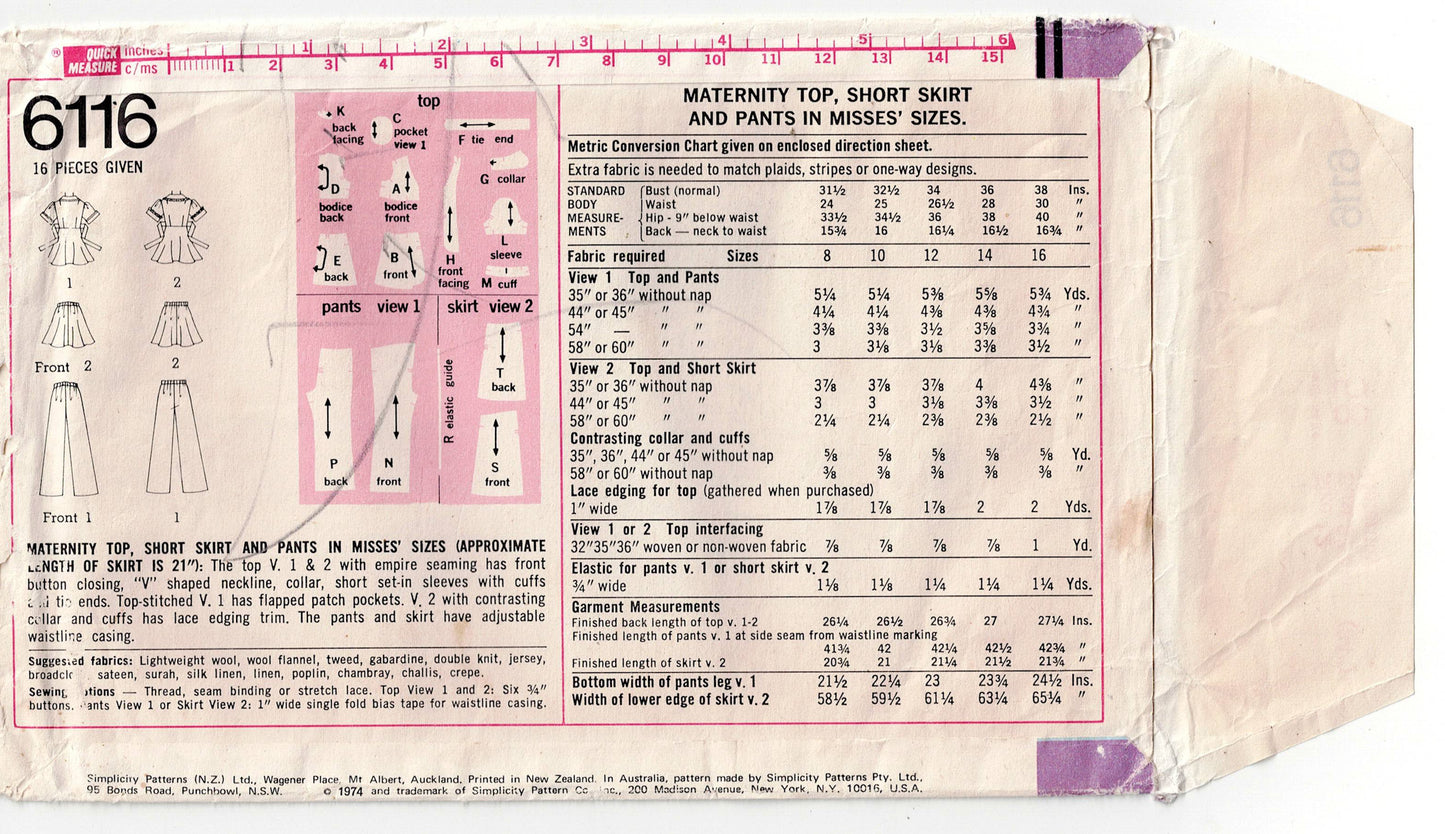 ® QUICK MEASURE inches 1 2 3 4 5 6
c/ms 1 2 3 4 5 6 7 8 9 10 11 12 13 14 15
6116
16 PIECES GIVEN
1 2
Front 2 2
Front 1 1
top
K back facing
C pocket view 1
F tie end
G collar
D bodice back
A bodice front
L sleeve
E back
B front
H front facing
M cuff
pants view 1
skirt view 2
R elastic guide
T back
P back
N front
S front
MATERNITY TOP, SHORT SKIRT AND PANTS IN MISSES' SIZES (APPROXIMATE
LENGTH OF SKIRT IS 21"): The top V. 1 & 2 with empire seaming has front
button closing, "V" shaped neckline, collar, short set-in sleeves with cuffs
tie ends. Top-stitched V. 1 has flapped patch pockets. V. 2 with contrasting
collar and cuffs has lace edging trim. The pants and skirt have adjustable
waistline casing.
Suggested fabrics: Lightweight wool, wool flannel, tweed, gabardine, double knit, jersey,
sateen, surah, silk linen, linen, poplin, chambray, challis, crepe.
Sewing — Thread, seam binding or stretch lace. Top View 1 and 2: Six ¾"
buttons. View 1 or Skirt View 2: 1" wide single fold bias tape for waistline casing.
MATERNITY TOP, SHORT SKIRT
AND PANTS IN MISSES' SIZES.
Metric Conversion Chart given on enclosed direction sheet.
Extra fabric is needed to match plaids, stripes or one-way designs.
STANDARD Bust (normal) 31½ 32½ 34 36 38 Ins.
BODY Waist 24 25 26½ 28 30 "
MEASURE- Hip - 9" below waist 33½ 34½ 36 38 40 "
MENTS Back — neck to waist 15¾ 16 16¼ 16½ 16¾ "
Fabric required Sizes 8 10 12 14 16
View 1 Top and Pants
35" or 36" without nap 5¼ 5¼ 5⅜ 5⅝ 5¾ Yds.
44" or 45" " " 4¼ 4¼ 4⅜ 4⅜ 4¾ "
54" — " " 3⅜ 3⅜ 3½ 3⅝ 3¾ "
58" or 60" " " 3 3⅛ 3⅛ 3⅜ 3½ "
View 2 Top and Short Skirt
35" or 36" without nap 3⅞ 3⅞ 3⅞ 4 4⅜ "
44" or 45" " " 3 3 3⅛ 3⅜ 3½ "
58" or 60" " " 2¼ 2¼ 2⅜ 2⅜ 2½ "
Contrasting collar and cuffs
35", 36", 44" or 45" without nap ⅝ ⅝ ⅝ ⅝ ⅝ Yd.
58" or 60" without nap ⅜ ⅜ ⅜ ⅜ ⅜ "
Lace edging for top (gathered when purchased)
1" wide 1⅞ 1⅞ 1⅞ 2 2 Yds.
View 1 or 2 Top interfacing
32"35"36" woven or non-woven fabric ⅞ ⅞ ⅞ ⅞ 1 Yd.
Elastic for pants v. 1 or short skirt v. 2
¾" wide 1⅛ 1⅛ 1¼ 1¼ 1¼ Yds.
Garment Measurements
Finished back length of top v. 1-2 26¼ 26½ 26¾ 27 27¼ Ins.
Finished length of pants v. 1 at side seam from waistline marking
41¾ 42 42¼ 42½ 42¾ "
Finished length of skirt v. 2 20¾ 21 21¼ 21½ 21¾ "
Bottom width of pants leg v. 1 21½ 22¼ 23 23¾ 24½ Ins.
Width of lower edge of skirt v. 2 58½ 59½ 61¼ 63¼ 65¼ "
Simplicity Patterns (N.Z.) Ltd., Wagener Place, Mt Albert, Auckland. Printed in New Zealand. In Australia, pattern made by Simplicity Patterns Pty. Ltd.,
95 Bonds Road, Punchbowl, N.S.W. © 1974 and trademark of Simplicity Pattern Co. Inc., 200 Madison Avenue, New York, N.Y. 10016, U.S.A.